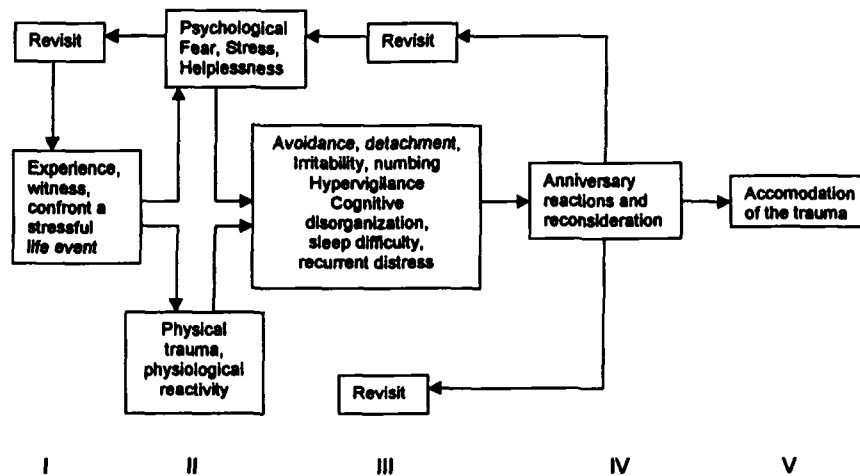 Revisit
Psychological
Fear, Stress,
Helplessness
Revisit
Experience,
witness,
confront a
stressful
life event
Avoidance, detachment,
Irritability, numbing
Hypervigilance
Cognitive
disorganization,
sleep difficulty,
recurrent distress
Anniversary
reactions and
reconsideration
Accomodation
of the trauma
Physical
trauma,
physiological
reactivity
Revisit
I II III IV V